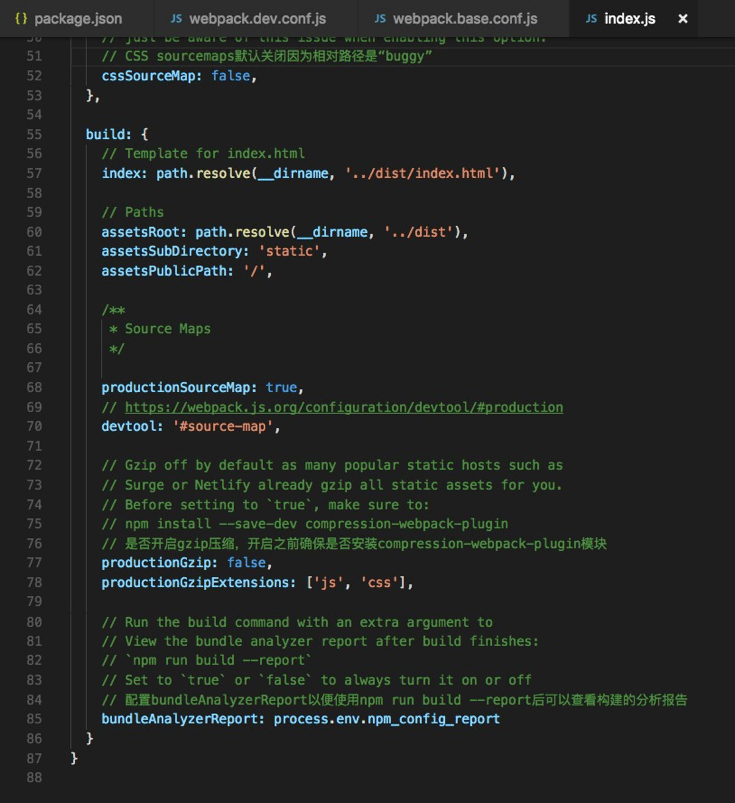 {} package.json JS webpack.dev.conf.js JS webpack.base.conf.js JS index.js ×
50 // just be aware of this issue when enabling this option.
51 // CSS sourcemaps默认关闭因为相对路径是“buggy”
52 cssSourceMap: false,
53 },
54
55 build: {
56 // Template for index.html
57 index: path.resolve(__dirname, '../dist/index.html'),
58
59 // Paths
60 assetsRoot: path.resolve(__dirname, '../dist'),
61 assetsSubDirectory: 'static',
62 assetsPublicPath: '/',
63
64 /**
65 * Source Maps
66 */
67
68 productionSourceMap: true,
69 // https://webpack.js.org/configuration/devtool/#production
70 devtool: '#source-map',
71
72 // Gzip off by default as many popular static hosts such as
73 // Surge or Netlify already gzip all static assets for you.
74 // Before setting to `true`, make sure to:
75 // npm install --save-dev compression-webpack-plugin
76 // 是否开启gzip压缩，开启之前确保是否安装compression-webpack-plugin模块
77 productionGzip: false,
78 productionGzipExtensions: ['js', 'css'],
79
80 // Run the build command with an extra argument to
81 // View the bundle analyzer report after build finishes:
82 // `npm run build --report`
83 // Set to `true` or `false` to always turn it on or off
84 // 配置bundleAnalyzerReport以便使用npm run build --report后可以查看构建的分析报告
85 bundleAnalyzerReport: process.env.npm_config_report
86 }
87 }
88